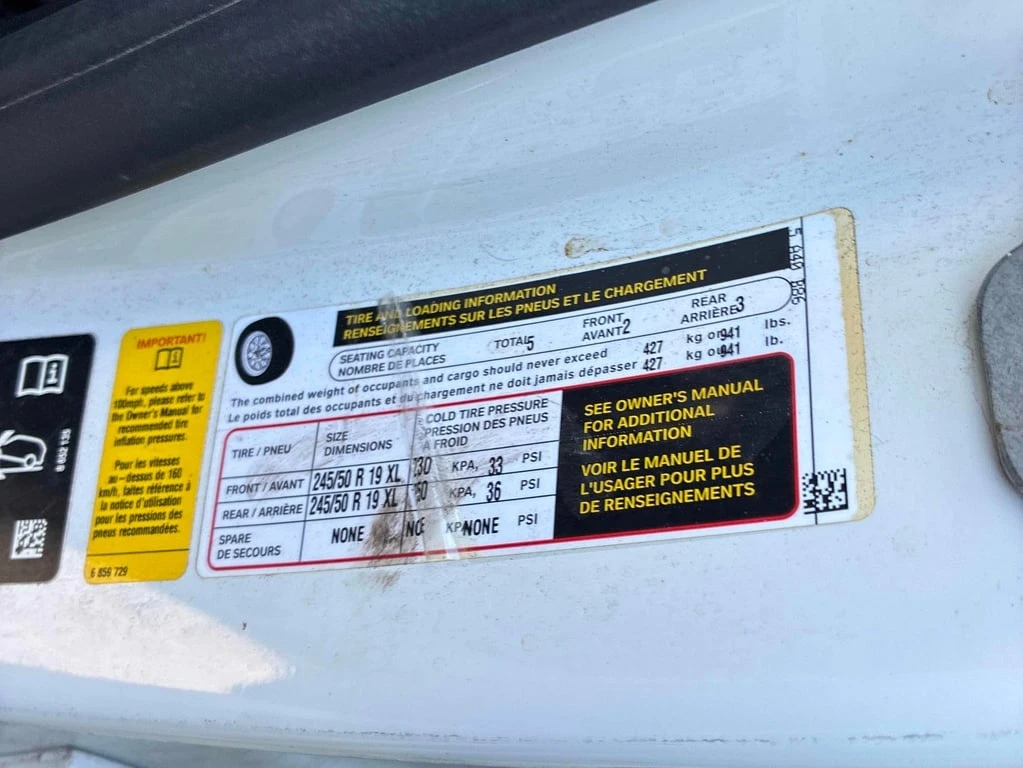 8 652 135
IMPORTANT!
For speeds above
100mph, please refer to
the Owner's Manual for
recommended tire
inflation pressures.
Pour les vitesses
au-dessus de 160
km/h, faites référence à
la notice d'utilisation
pour les pressions des
pneus recommandées.
6 856 729
TIRE AND LOADING INFORMATION
RENSEIGNEMENTS SUR LES PNEUS ET LE CHARGEMENT
SEATING CAPACITY
NOMBRE DE PLACES
TOTAL 5
FRONT
AVANT 2
REAR
ARRIÈRE 3
The combined weight of occupants and cargo should never exceed 427 kg or 941 lbs.
Le poids total des occupants et du chargement ne doit jamais dépasser 427 kg ou 941 lb.
TIRE / PNEU
SIZE
DIMENSIONS
COLD TIRE PRESSURE
PRESSION DES PNEUS
À FROID
FRONT / AVANT 245/50 R 19 XL 230 KPA, 33 PSI
REAR / ARRIÈRE 245/50 R 19 XL KPA, 36 PSI
SPARE
DE SECOURS
NONE NONE PSI
SEE OWNER'S MANUAL
FOR ADDITIONAL
INFORMATION
VOIR LE MANUEL DE
L'USAGER POUR PLUS
DE RENSEIGNEMENTS